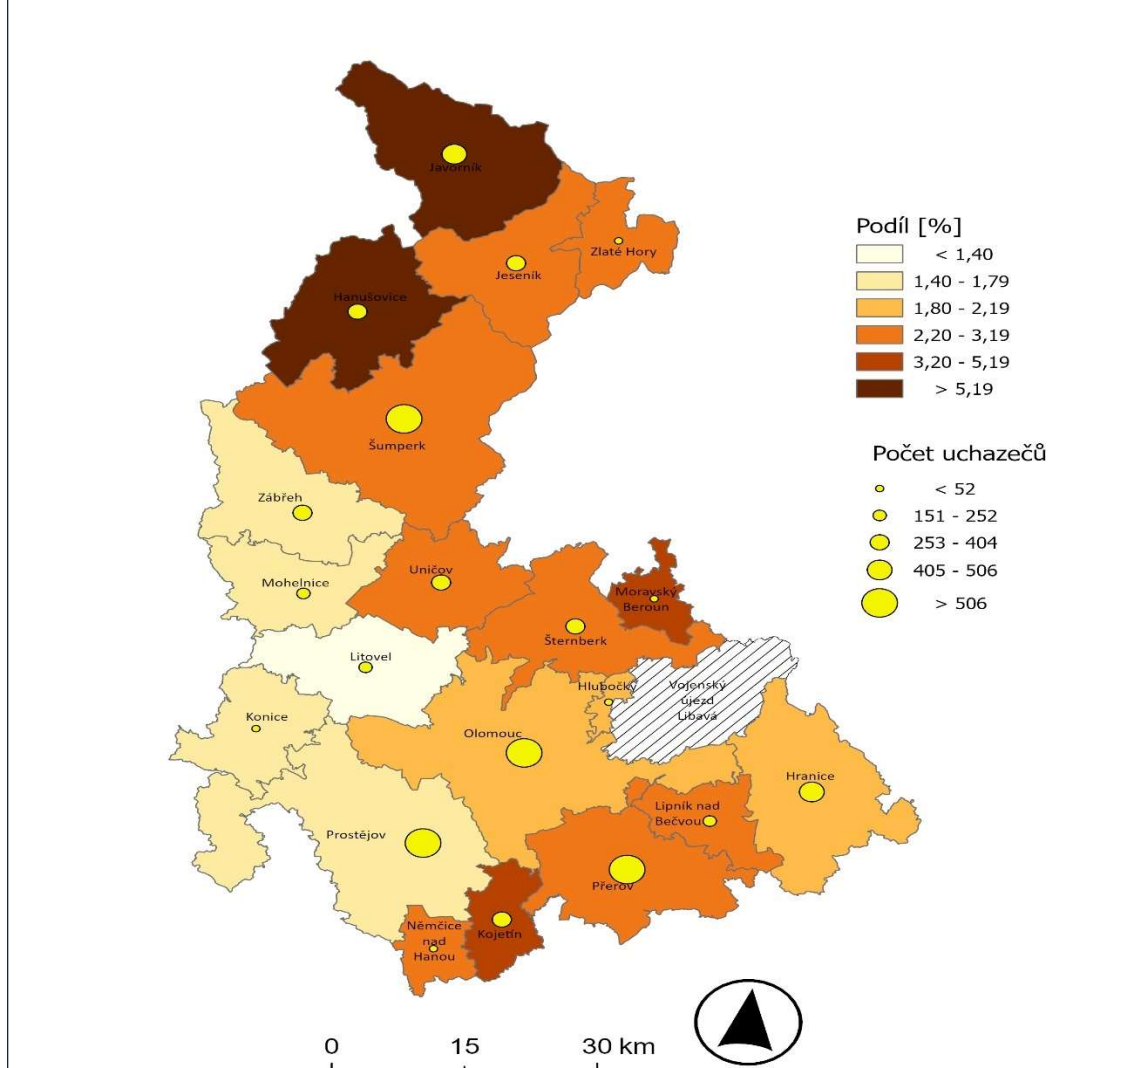 Javorník
Zlaté Hory
Jeseník
Hanušovice
Šumperk
Zábřeh
Uničov
Mohelnice
Moravský
Beroun
Šternberk
Litovel
Hlubočky
Vojenský
újezd
Libavá
Konice
Olomouc
Hranice
Lipník nad
Bečvou
Prostějov
Přerov
Němčice
nad
Hanou
Kojetín
Podíl [%]
< 1,40
1,40 - 1,79
1,80 - 2,19
2,20 - 3,19
3,20 - 5,19
> 5,19
Počet uchazečů
< 52
151 - 252
253 - 404
405 - 506
> 506
0 15 30 km